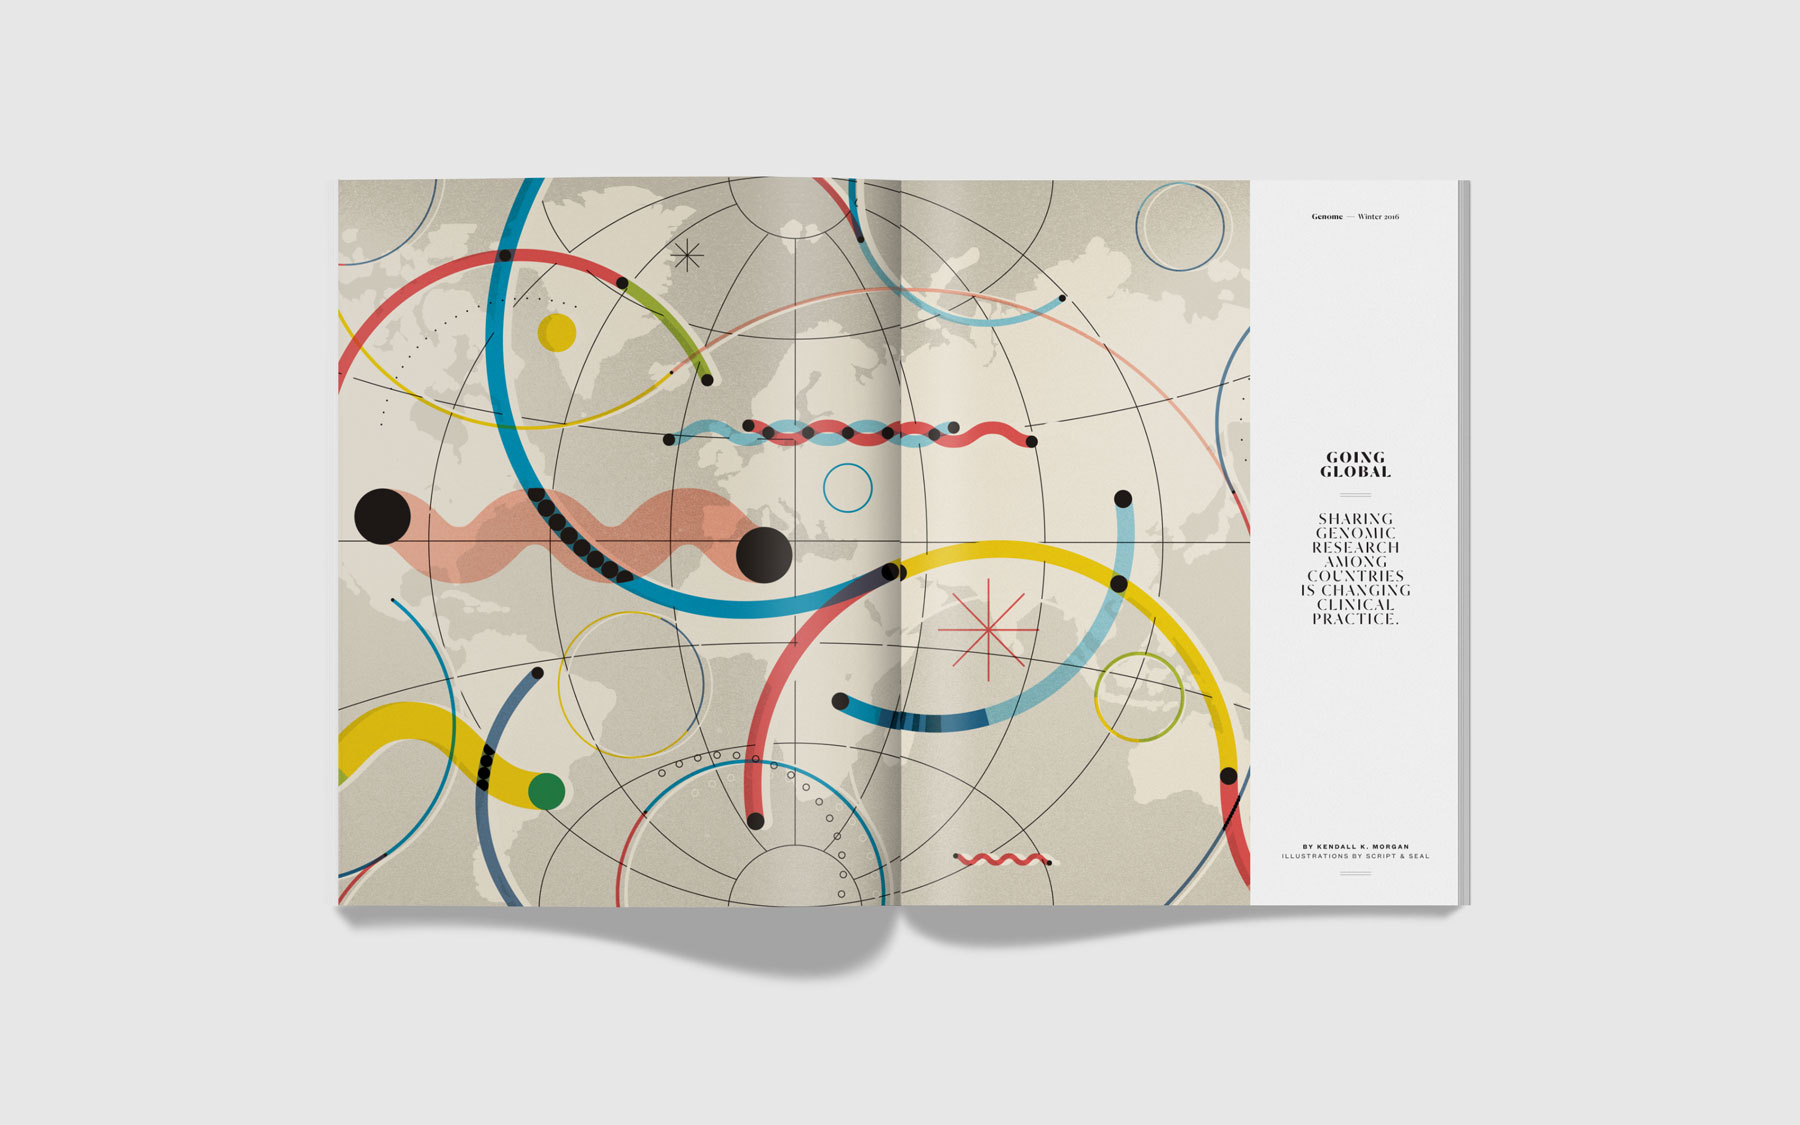 Genome — Winter 2016
GOING
GLOBAL
SHARING
GENOMIC
RESEARCH
AMONG
COUNTRIES
IS CHANGING
CLINICAL
PRACTICE.
BY KENDALL K. MORGAN
ILLUSTRATIONS BY SCRIPT & SEAL